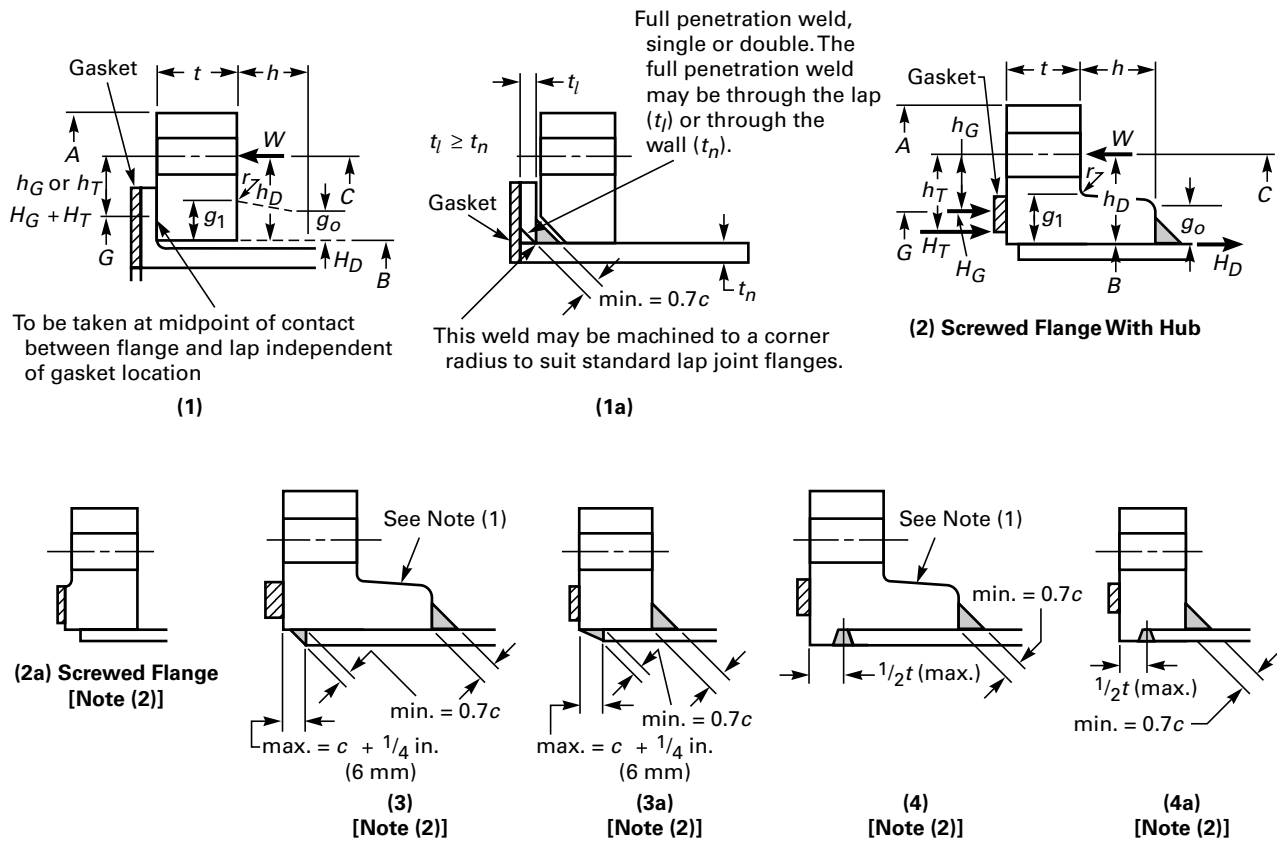 Gasket
t
h
A
W
h_G or h_T
r
h_D
C
H_G + H_T
g_1
g_o
G
H_D
B
To be taken at midpoint of contact
between flange and lap independent
of gasket location
(1)
Full penetration weld,
single or double. The
full penetration weld
may be through the lap
(t_l) or through the
wall (t_n).
t_l
t_l ≥ t_n
Gasket
t_n
min. = 0.7c
This weld may be machined to a corner
radius to suit standard lap joint flanges.
(1a)
Gasket
t
h
A
h_G
W
h_T
r
C
g_1
h_D
g_o
G
H_T
H_G
B
H_D
(2) Screwed Flange With Hub
(2a) Screwed Flange
[Note (2)]
See Note (1)
min. = 0.7c
max. = c + 1/4 in.
(6 mm)
(3)
[Note (2)]
min. = 0.7c
max. = c + 1/4 in.
(6 mm)
(3a)
[Note (2)]
See Note (1)
min. = 0.7c
1/2t (max.)
(4)
[Note (2)]
1/2t (max.)
min. = 0.7c
(4a)
[Note (2)]